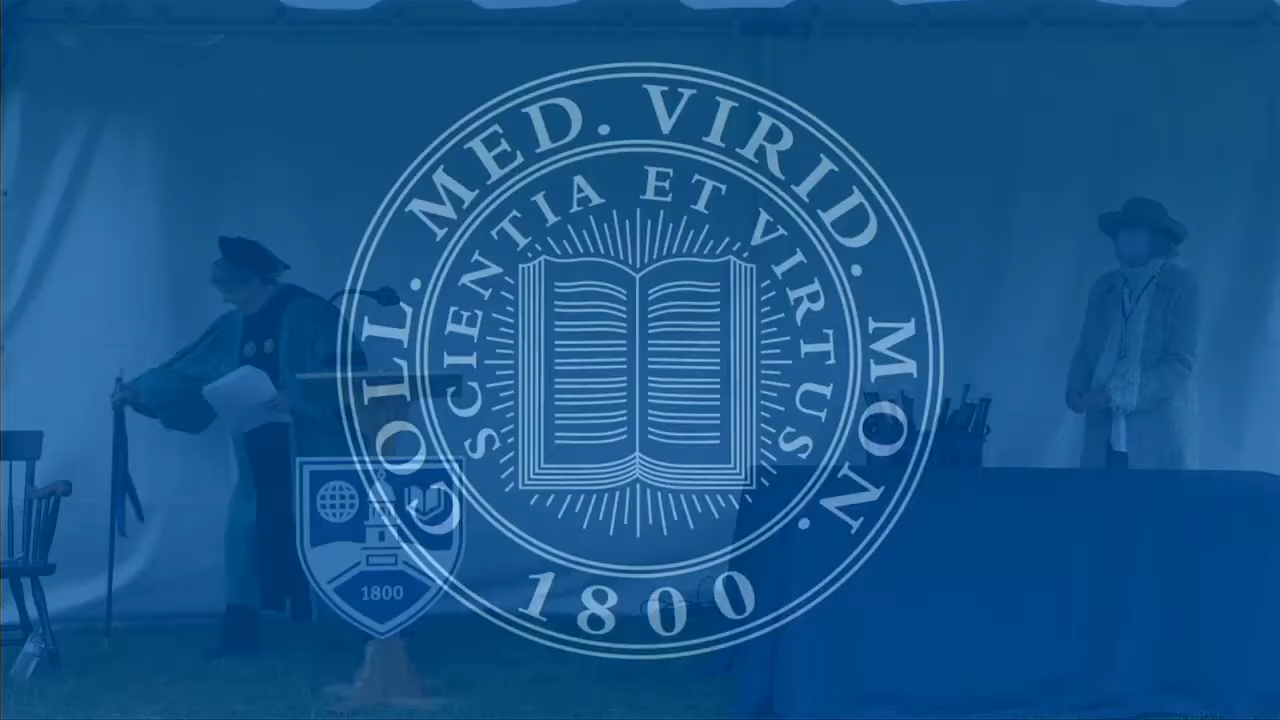 COLL. MED. VIRID. MON.
SCIENTIA ET VIRTUS
1800
1800